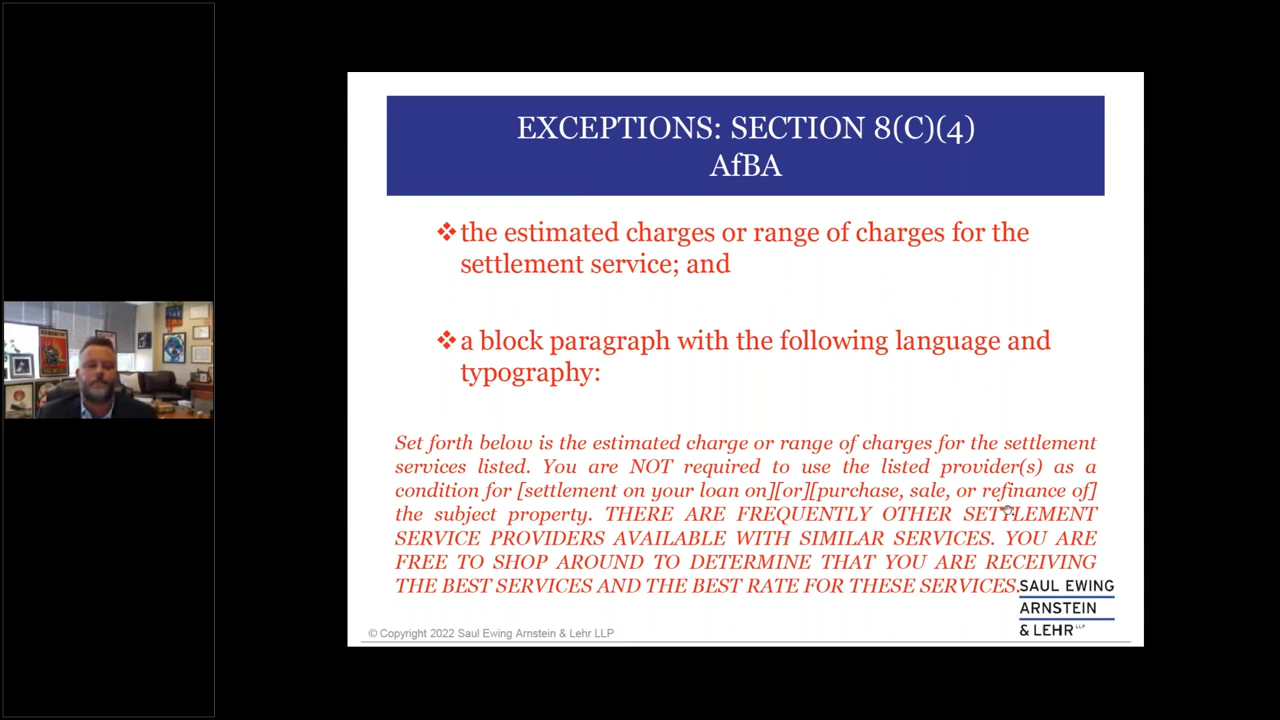 EXCEPTIONS: SECTION 8(C)(4)
AfBA
❖the estimated charges or range of charges for the
settlement service; and
❖a block paragraph with the following language and
typography:
Set forth below is the estimated charge or range of charges for the settlement
services listed. You are NOT required to use the listed provider(s) as a
condition for [settlement on your loan on][or][purchase, sale, or refinance of]
the subject property. THERE ARE FREQUENTLY OTHER SETTLEMENT
SERVICE PROVIDERS AVAILABLE WITH SIMILAR SERVICES. YOU ARE
FREE TO SHOP AROUND TO DETERMINE THAT YOU ARE RECEIVING
THE BEST SERVICES AND THE BEST RATE FOR THESE SERVICES.
SAUL EWING
ARNSTEIN
& LEHR LLP
© Copyright 2022 Saul Ewing Arnstein & Lehr LLP